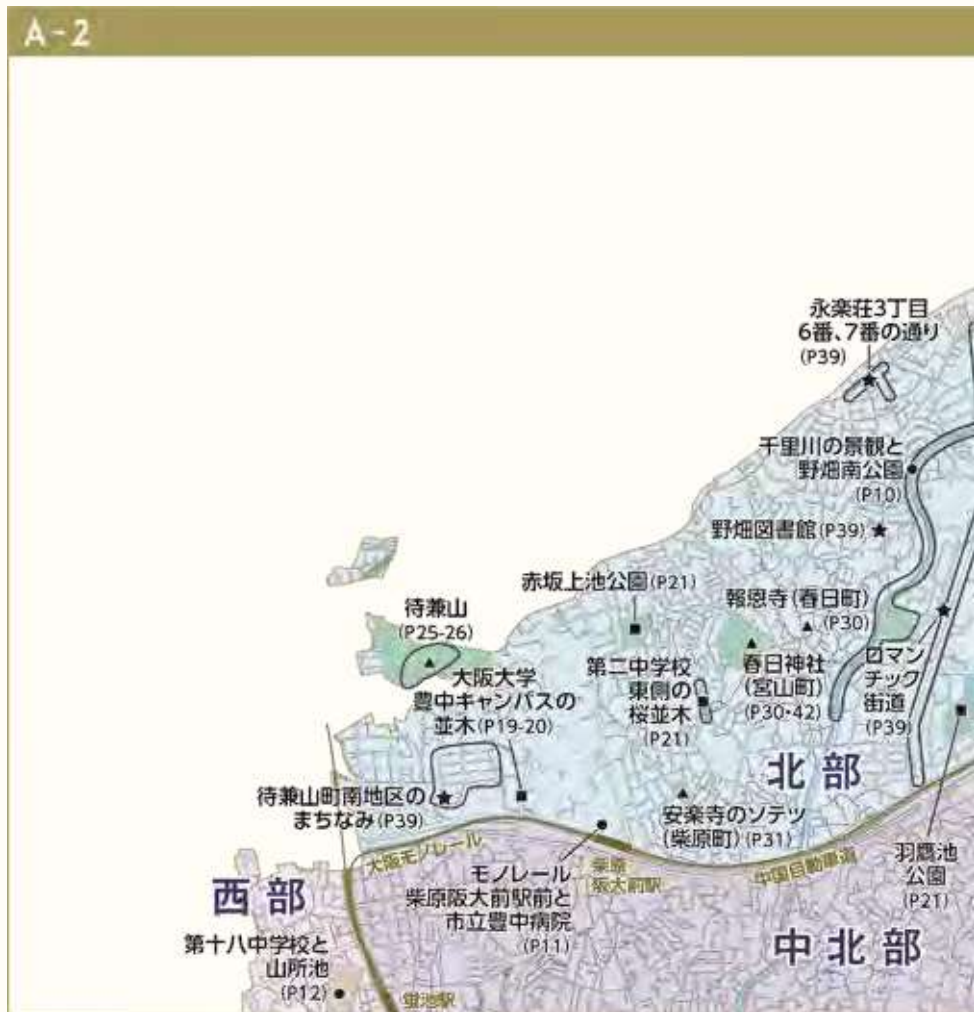 A-2
永楽荘3丁目
6番、7番の通り
(P39)
千里川の景観と
野畑南公園
(P10)
野畑図書館(P39)
赤坂上池公園(P21)
報恩寺(春日町)
(P30)
待兼山
(P25-26)
大阪大学
豊中キャンパスの
並木(P19-20)
第二中学校
東側の
桜並木
(P21)
春日神社
(宮山町)
(P30・42)
ロマン
チック
街道
(P39)
北部
待兼山町南地区の
まちなみ(P39)
安楽寺のソテツ
(柴原町)(P31)
大阪モノレール
モノレール
柴原阪大前駅前と
市立豊中病院
(P11)
柴原
阪大前駅
中国自動車道
羽鷹池
公園
(P21)
西部
中北部
第十八中学校と
山所池
(P12)
蛍池駅